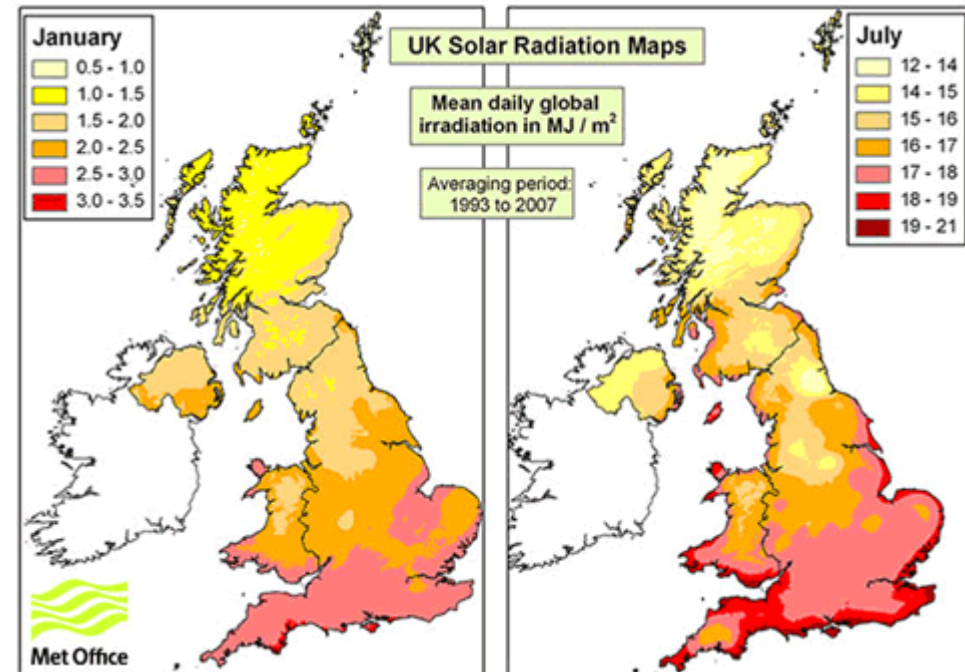 January
0.5 - 1.0
1.0 - 1.5
1.5 - 2.0
2.0 - 2.5
2.5 - 3.0
3.0 - 3.5
UK Solar Radiation Maps
Mean daily global
irradiation in MJ / m²
Averaging period:
1993 to 2007
July
12 - 14
14 - 15
15 - 16
16 - 17
17 - 18
18 - 19
19 - 21
Met Office